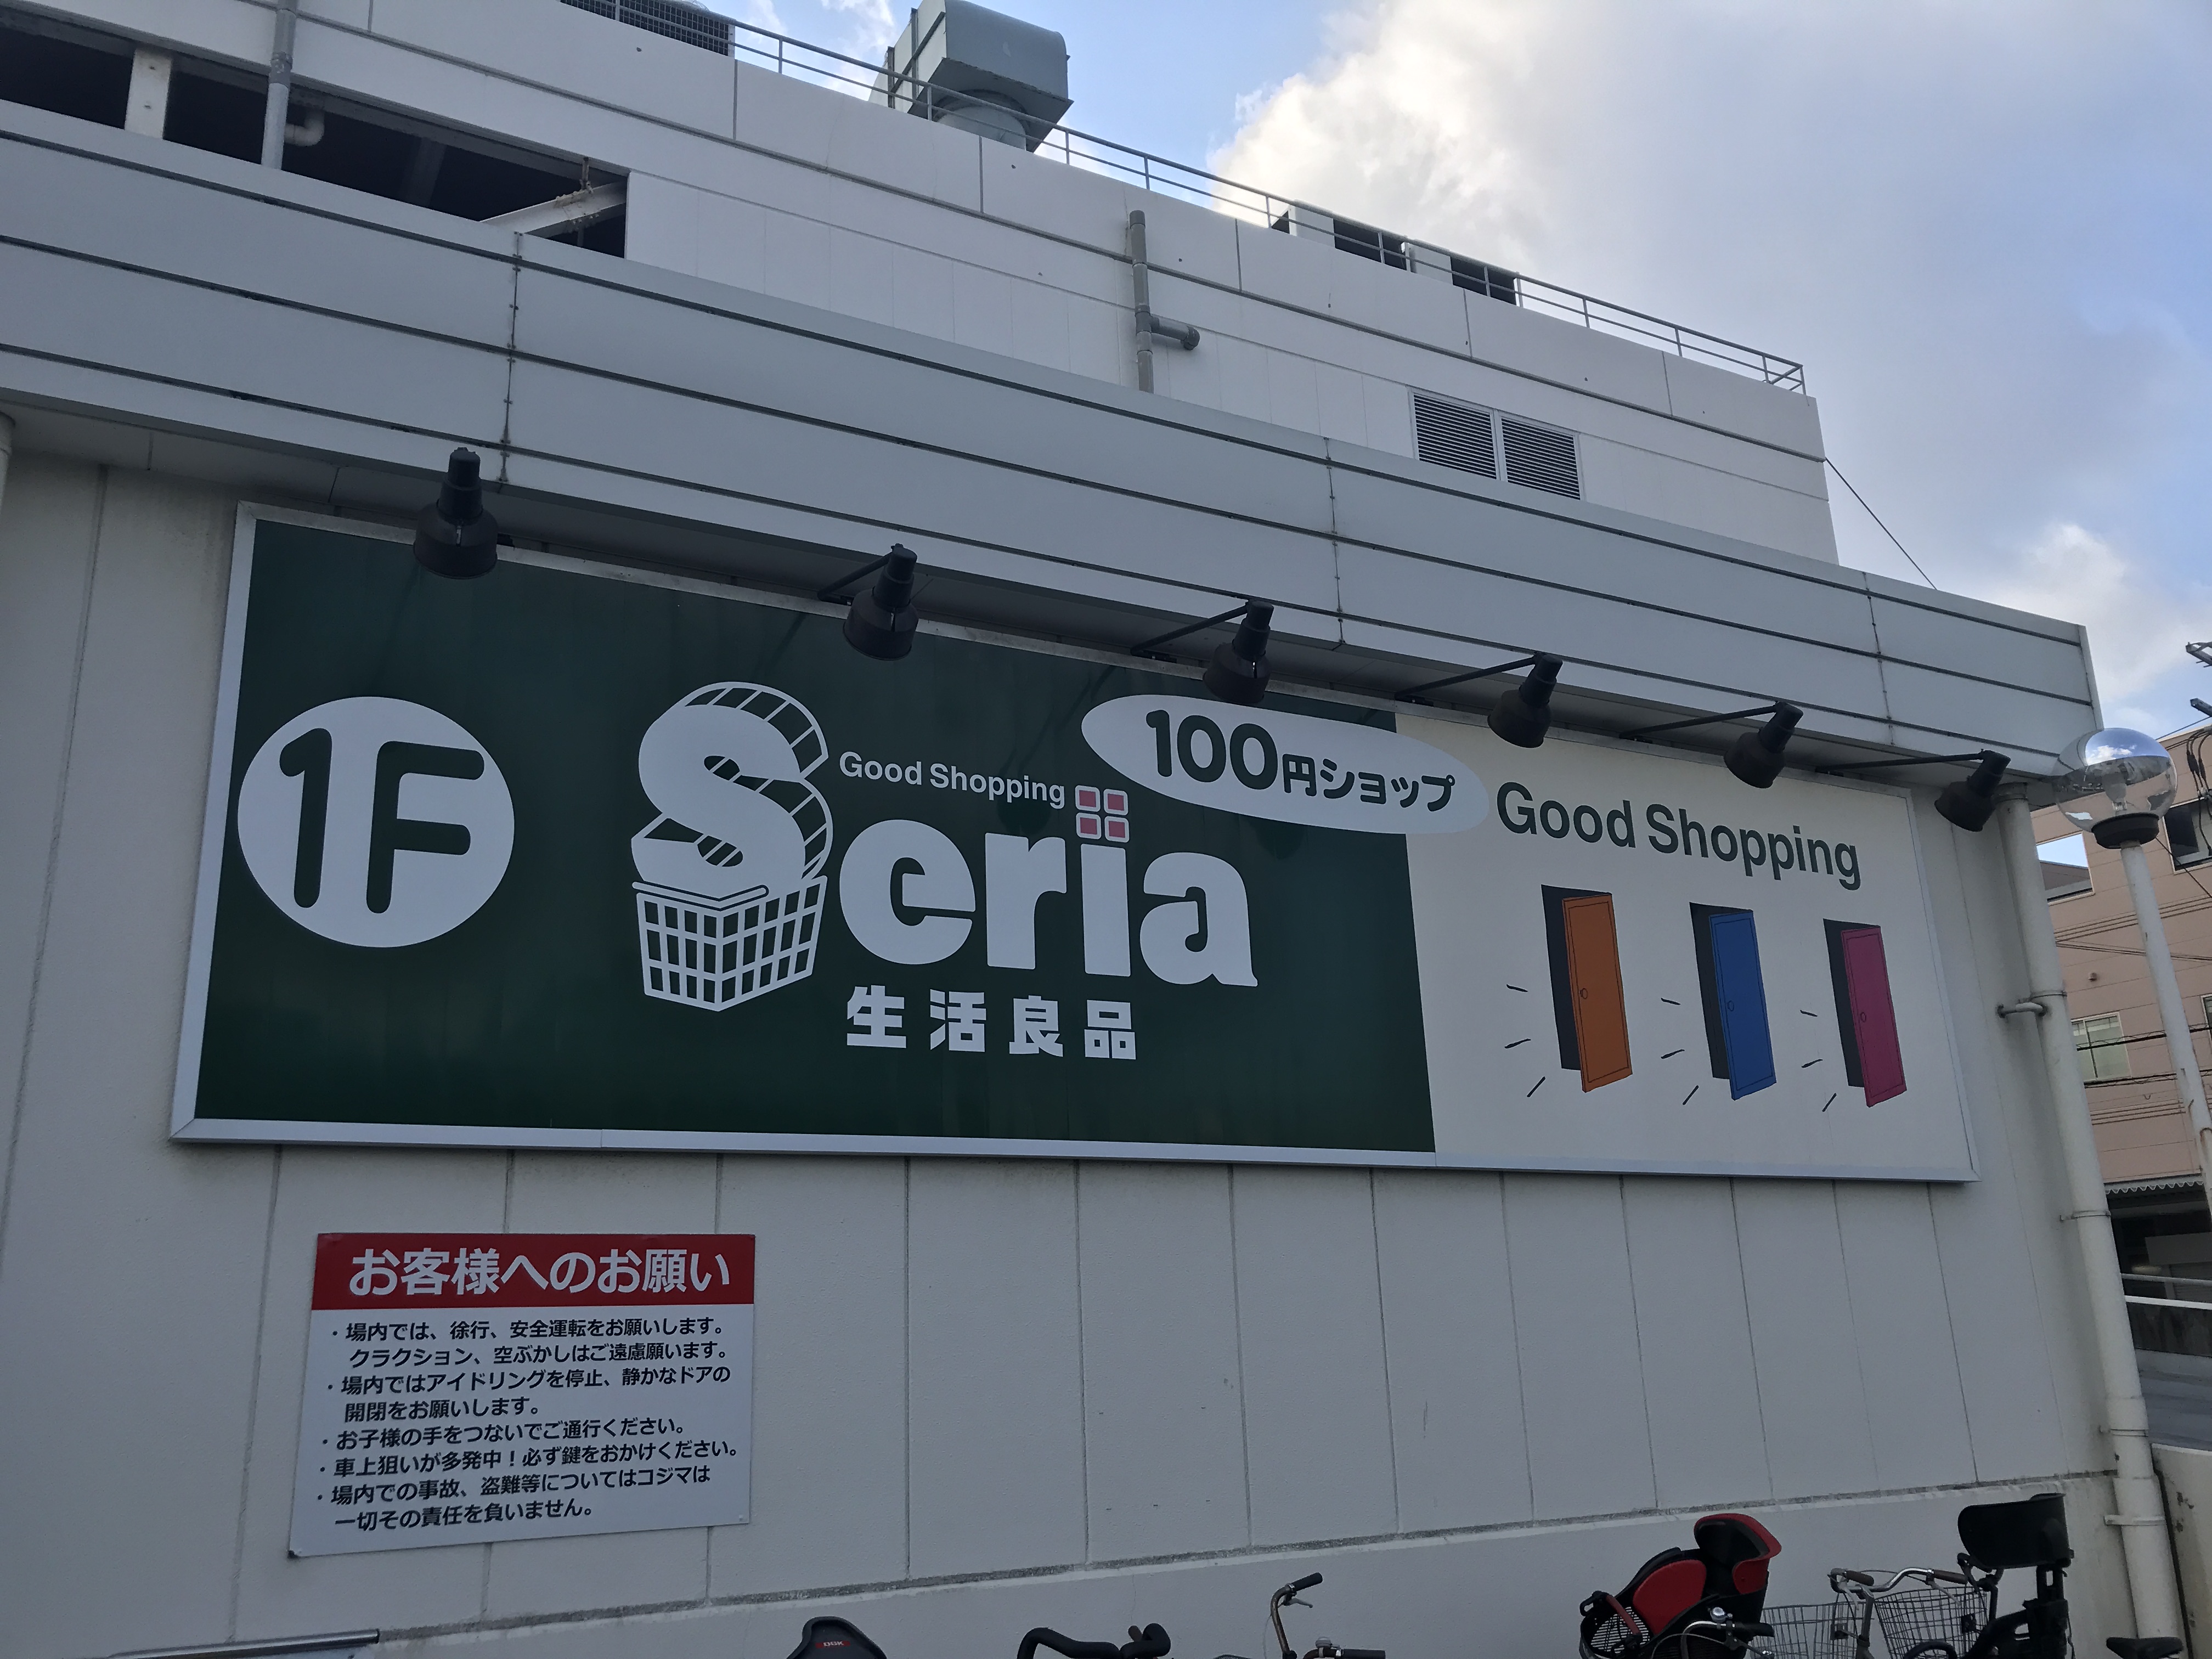 1F
Good Shopping
Seria
生活良品
100円ショップ
Good Shopping
お客様へのお願い
・場内では、徐行、安全運転をお願いします。
クラクション、空ぶかしはご遠慮願います。
・場内ではアイドリングを停止、静かなドアの
開閉をお願いします。
・お子様の手をつないでご通行ください。
・車上狙いが多発中！必ず鍵をおかけください。
・場内での事故、盗難等についてはコジマは
一切その責任を負いません。
OGK